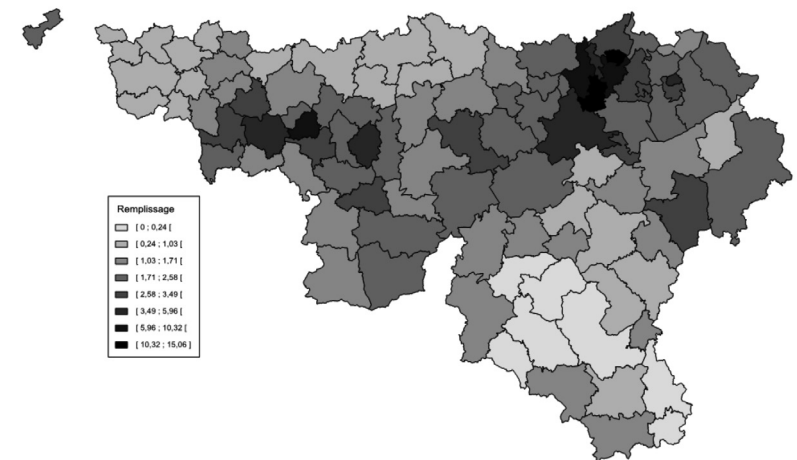 Remplissage
[ 0 ; 0,24 [
[ 0,24 ; 1,03 [
[ 1,03 ; 1,71 [
[ 1,71 ; 2,58 [
[ 2,58 ; 3,49 [
[ 3,49 ; 5,96 [
[ 5,96 ; 10,32 [
[ 10,32 ; 15,06 ]